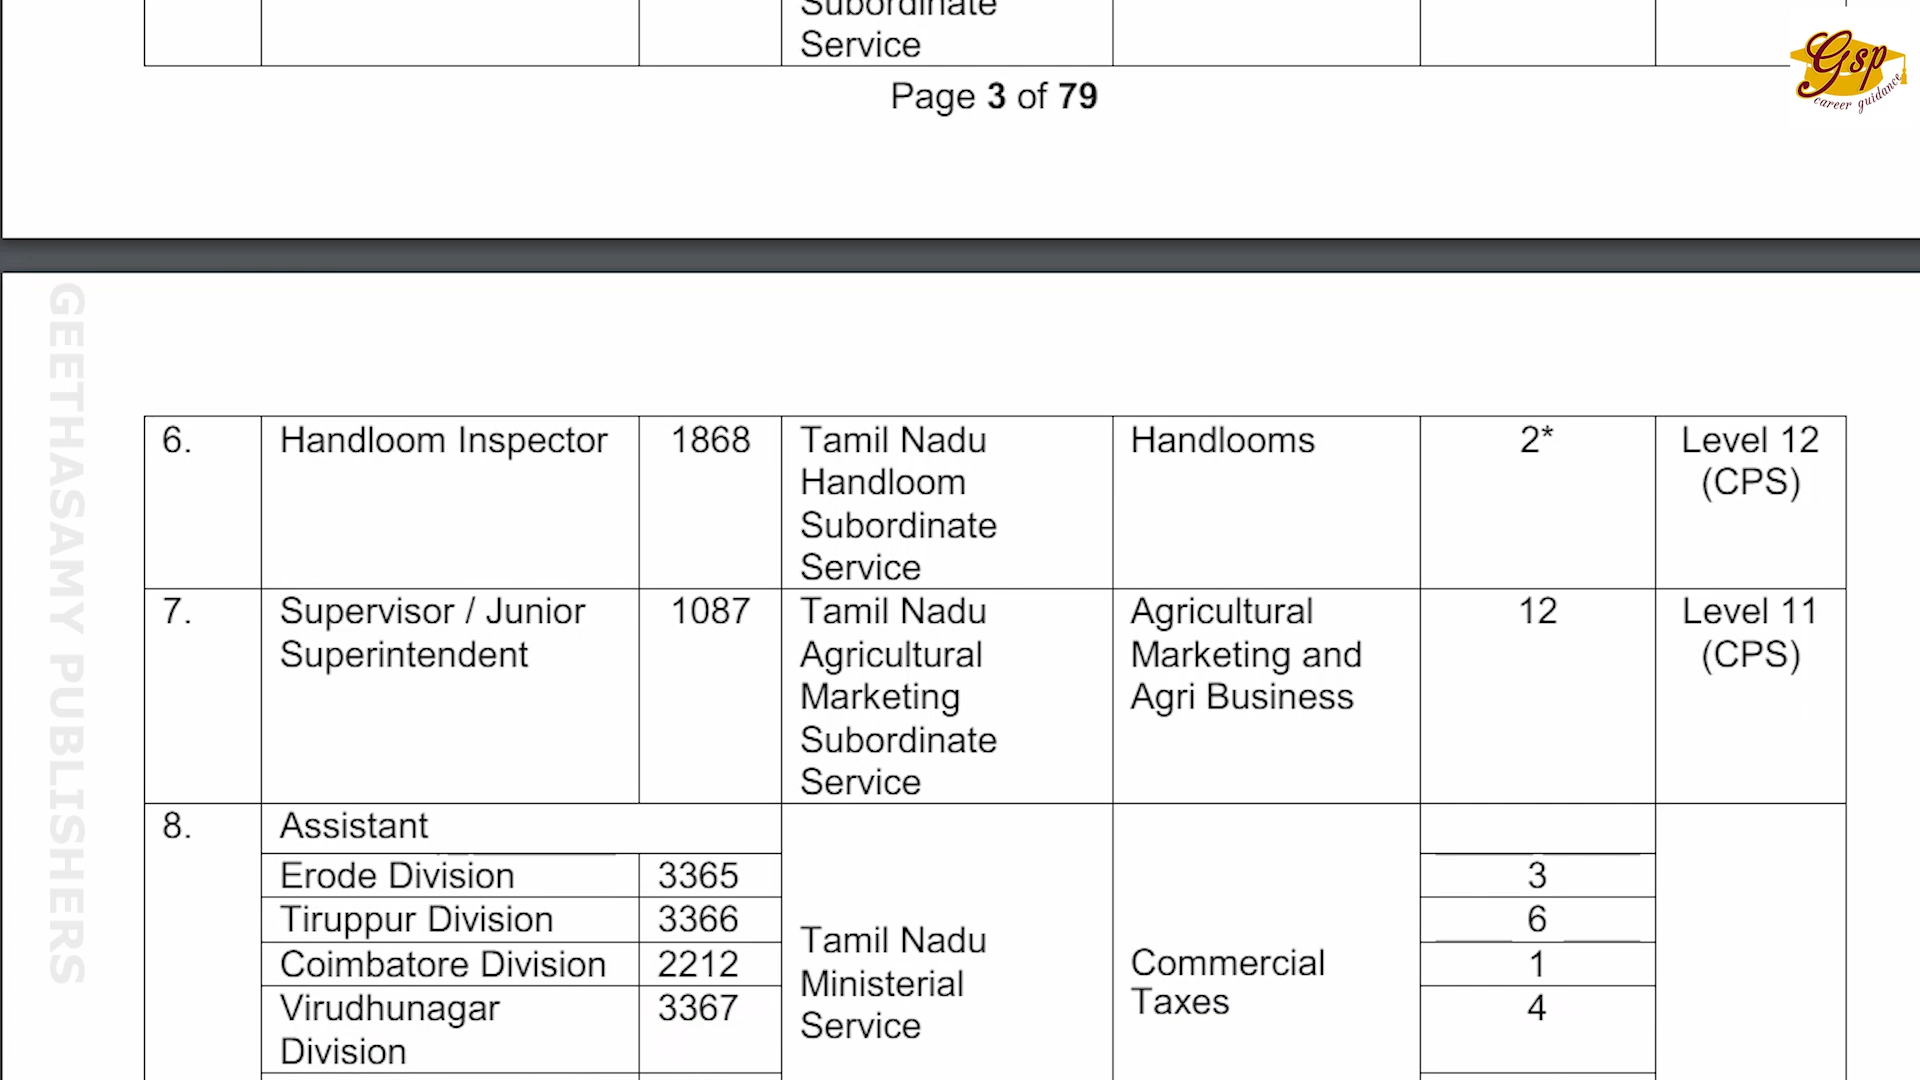 Subordinate
Service
Gsp
career guidance
Page 3 of 79
GEETHASAMY PUBLISHERS
6. Handloom Inspector 1868 Tamil Nadu Handlooms 2* Level 12
Handloom (CPS)
Subordinate
Service
7. Supervisor / Junior 1087 Tamil Nadu Agricultural 12 Level 11
Superintendent Agricultural Marketing and (CPS)
Marketing Agri Business
Subordinate
Service
8. Assistant
Erode Division 3365 3
Tiruppur Division 3366 6
Tamil Nadu
Coimbatore Division 2212 Commercial 1
Ministerial
Virudhunagar 3367 Taxes 4
Service
Division